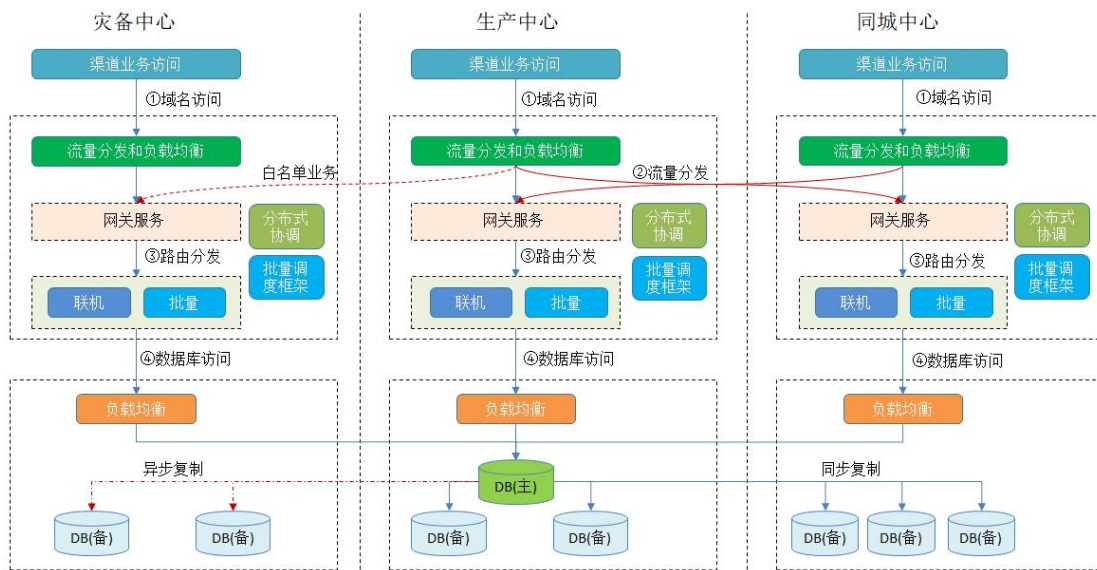 灾备中心
生产中心
同城中心
渠道业务访问
渠道业务访问
渠道业务访问
①域名访问
①域名访问
①域名访问
流量分发和负载均衡
流量分发和负载均衡
流量分发和负载均衡
白名单业务
②流量分发
网关服务
分布式
协调
网关服务
分布式
协调
网关服务
分布式
协调
③路由分发
批量调
度框架
③路由分发
批量调
度框架
③路由分发
批量调
度框架
联机
批量
联机
批量
联机
批量
④数据库访问
④数据库访问
④数据库访问
负载均衡
负载均衡
负载均衡
异步复制
DB(主)
同步复制
DB(备)
DB(备)
DB(备)
DB(备)
DB(备)
DB(备)
DB(备)